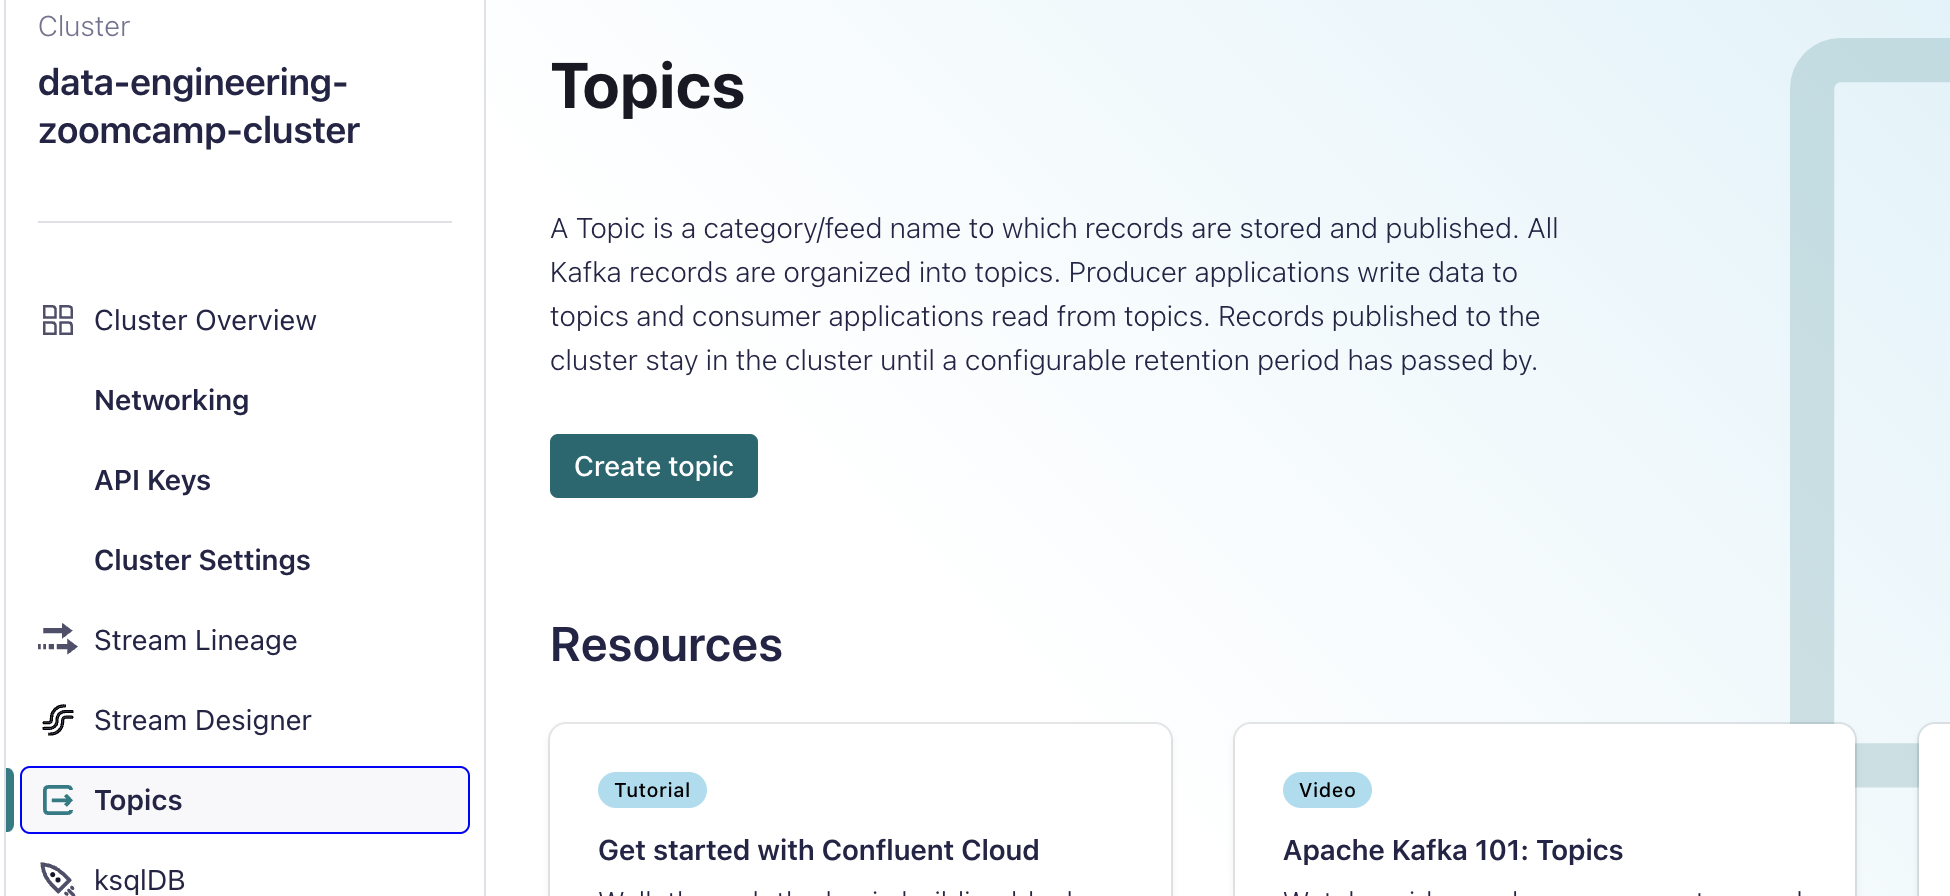 Cluster
data-engineering-
zoomcamp-cluster
Cluster Overview
Networking
API Keys
Cluster Settings
Stream Lineage
Stream Designer
Topics
ksqlDB
Topics
A Topic is a category/feed name to which records are stored and published. All
Kafka records are organized into topics. Producer applications write data to
topics and consumer applications read from topics. Records published to the
cluster stay in the cluster until a configurable retention period has passed by.
Create topic
Resources
Tutorial
Get started with Confluent Cloud
Video
Apache Kafka 101: Topics